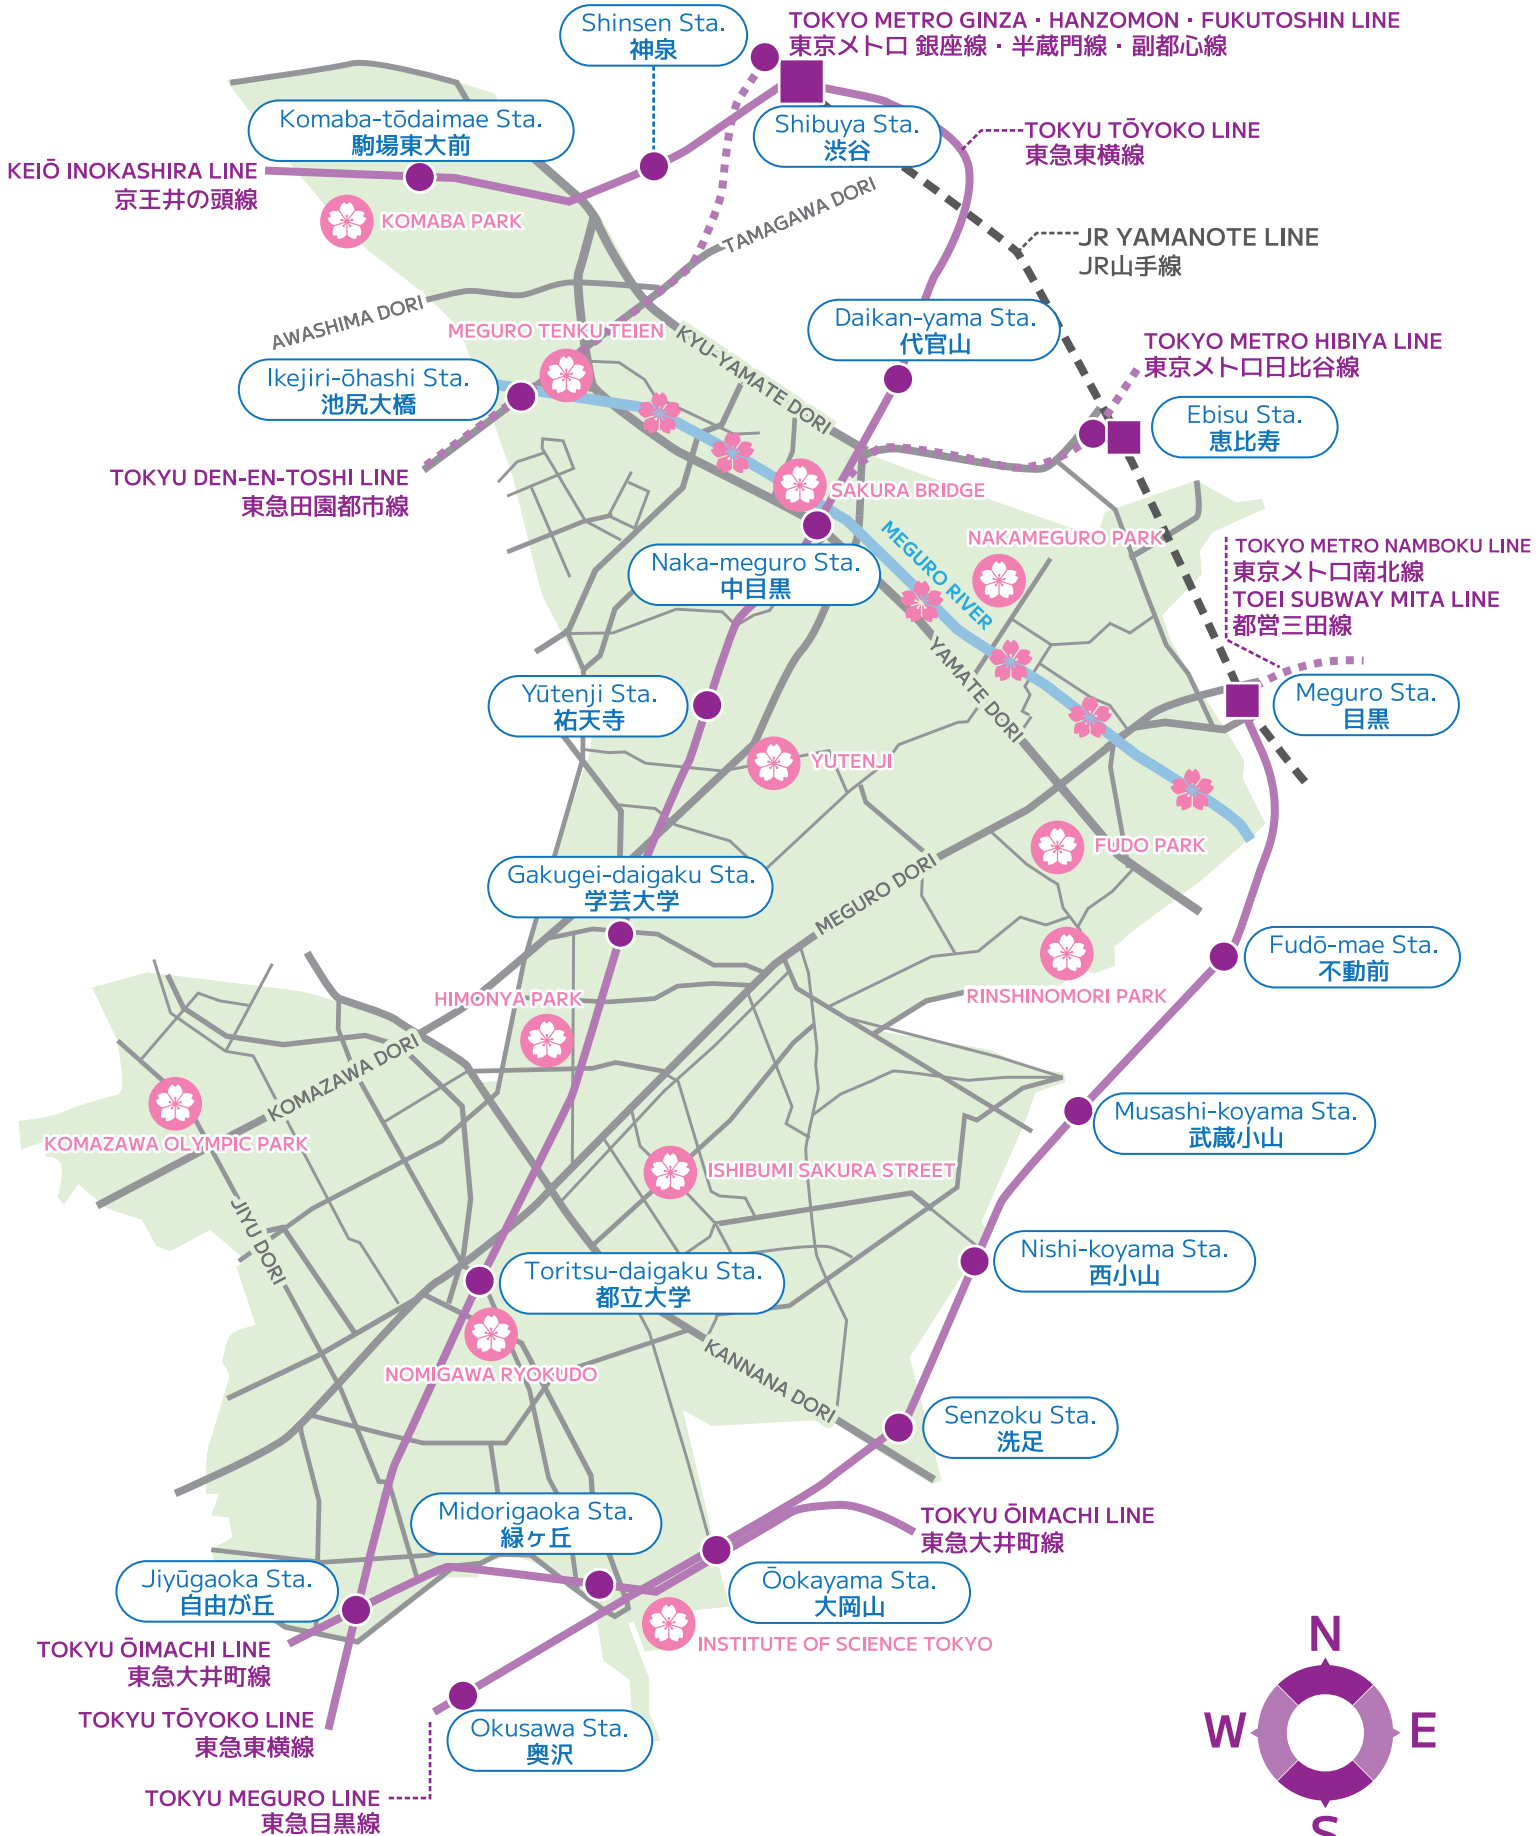 Shinsen Sta.
神泉
TOKYO METRO GINZA・HANZOMON・FUKUTOSHIN LINE
東京メトロ 銀座線・半蔵門線・副都心線
Komaba-tōdaimae Sta.
駒場東大前
Shibuya Sta.
渋谷
TOKYU TŌYOKO LINE
東急東横線
KEIŌ INOKASHIRA LINE
京王井の頭線
KOMABA PARK
TAMAGAWA DORI
JR YAMANOTE LINE
JR山手線
AWASHIMA DORI
MEGURO TENKU TEIEN
KYU-YAMATE DORI
Daikan-yama Sta.
代官山
TOKYO METRO HIBIYA LINE
東京メトロ日比谷線
Ikejiri-ōhashi Sta.
池尻大橋
Ebisu Sta.
恵比寿
TOKYU DEN-EN-TOSHI LINE
東急田園都市線
SAKURA BRIDGE
MEGURO RIVER
NAKAMEGURO PARK
TOKYO METRO NAMBOKU LINE
東京メトロ南北線
TOEI SUBWAY MITA LINE
都営三田線
Naka-meguro Sta.
中目黒
YAMATE DORI
Yūtenji Sta.
祐天寺
Meguro Sta.
目黒
YUTENJI
FUDO PARK
Gakugei-daigaku Sta.
学芸大学
MEGURO DORI
Fudō-mae Sta.
不動前
HIMONYA PARK
RINSHINOMORI PARK
KOMAZAWA DORI
Musashi-koyama Sta.
武蔵小山
KOMAZAWA OLYMPIC PARK
ISHIBUMI SAKURA STREET
JIYU DORI
Nishi-koyama Sta.
西小山
Toritsu-daigaku Sta.
都立大学
NOMIGAWA RYOKUDO
KANNANA DORI
Senzoku Sta.
洗足
Midorigaoka Sta.
緑ヶ丘
TOKYU ŌIMACHI LINE
東急大井町線
Jiyūgaoka Sta.
自由が丘
Ōokayama Sta.
大岡山
TOKYU ŌIMACHI LINE
東急大井町線
INSTITUTE OF SCIENCE TOKYO
TOKYU TŌYOKO LINE
東急東横線
Okusawa Sta.
奥沢
TOKYU MEGURO LINE
東急目黒線
N
W
E
S